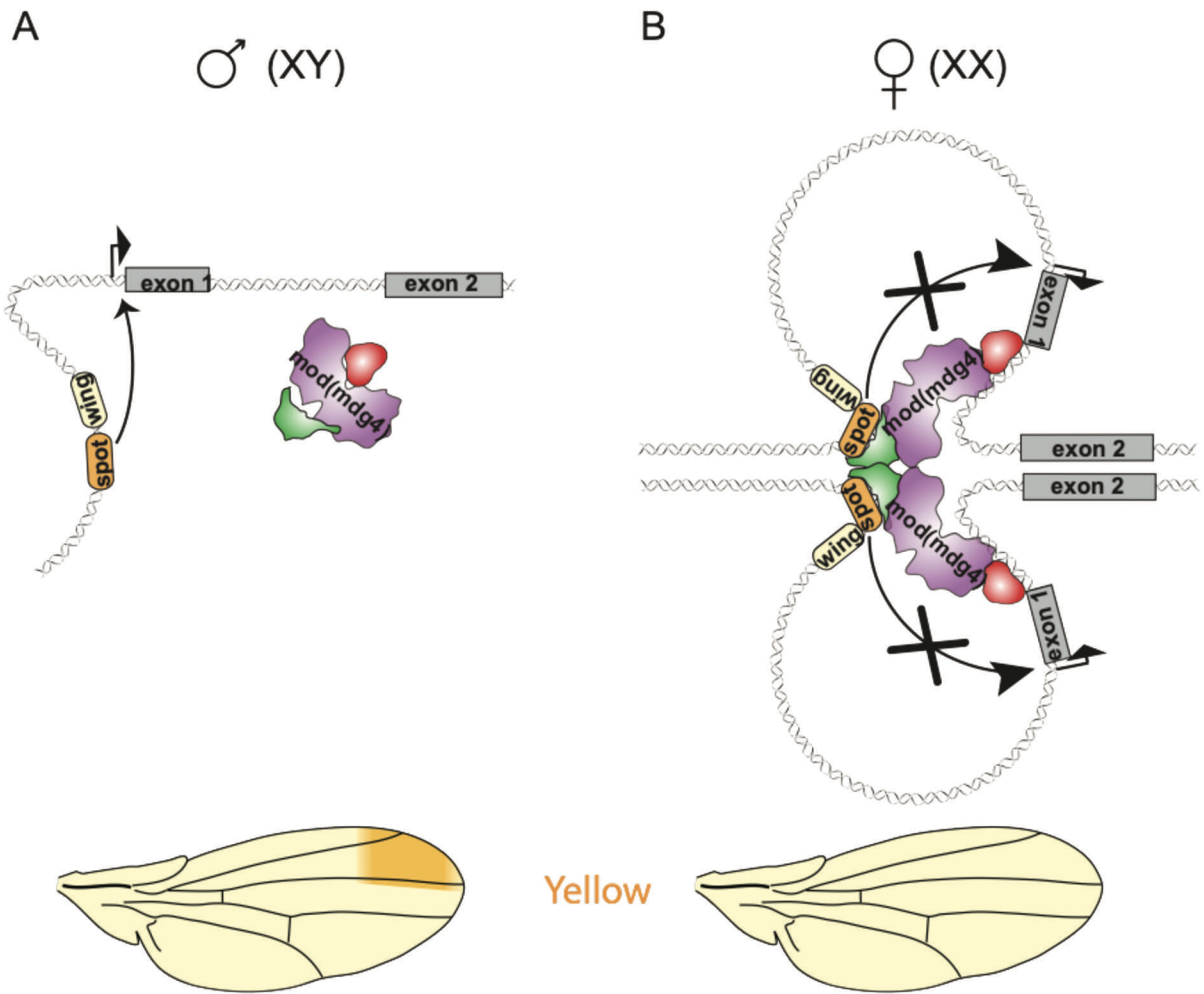 A
♂ (XY)
exon 1
exon 2
wing
spot
mod(mdg4)
B
♀ (XX)
exon 1
wing
spot
mod(mdg4)
exon 2
exon 2
spot
wing
mod(mdg4)
exon 1
Yellow